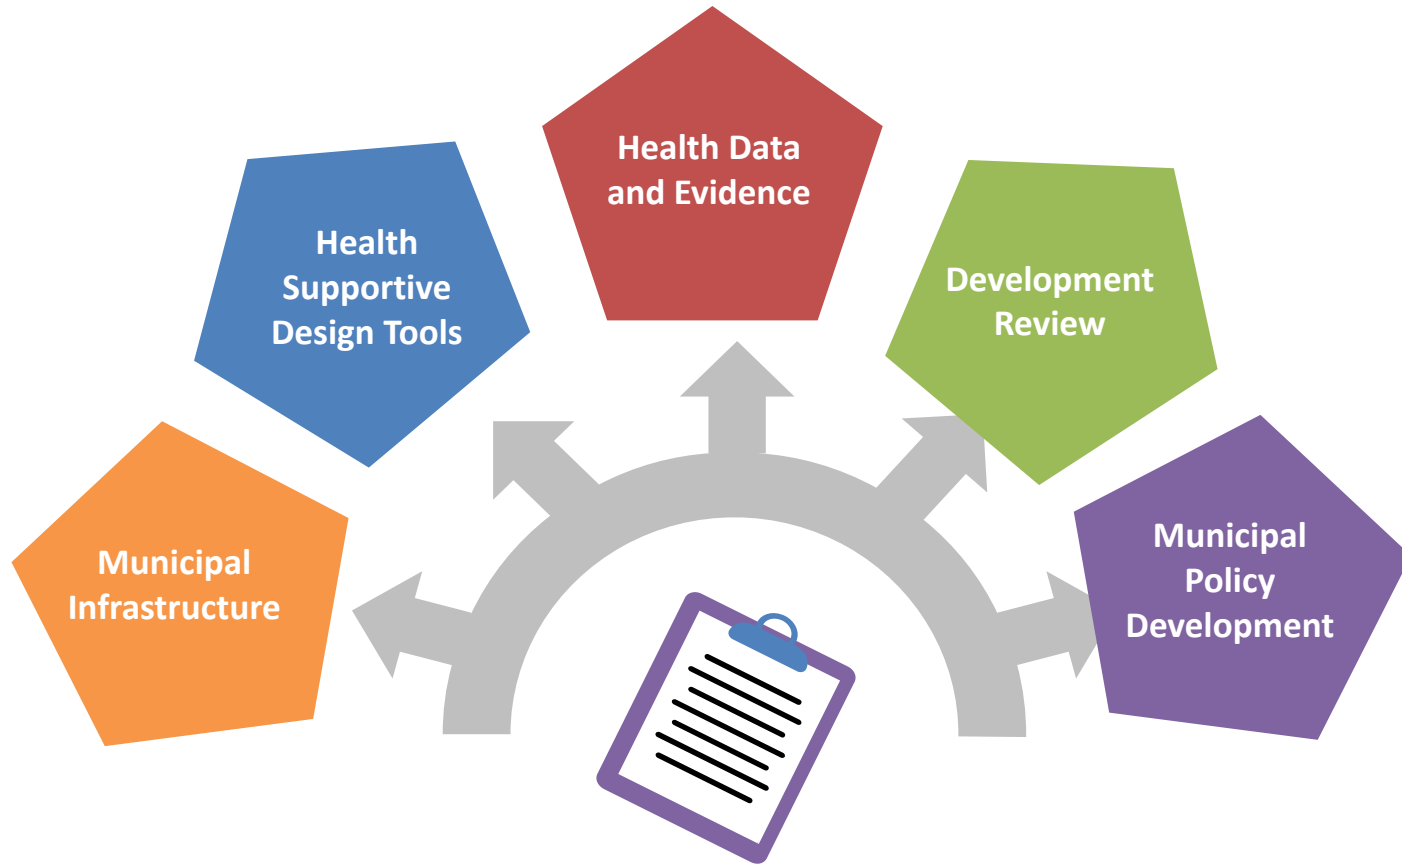 Health Data
and Evidence
Health
Supportive
Design Tools
Development
Review
Municipal
Infrastructure
Municipal
Policy
Development